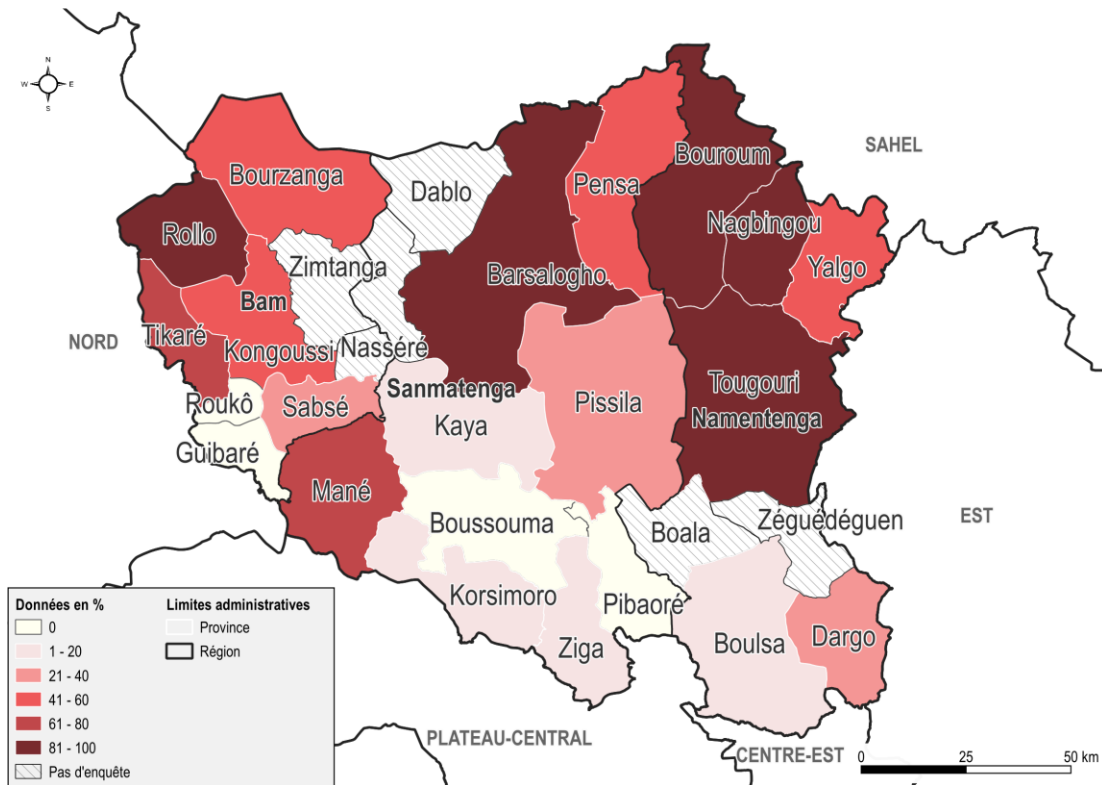 N
W
E
S
SAHEL
Bouroum
Bourzanga
Dablo
Pensa
Nagbingou
Rollo
Zimtanga
Barsalogho
Yalgo
Bam
NORD
Tikaré
Kongoussi
Nasséré
Tougouri
Sanmatenga
Namentenga
Roukô
Sabsé
Kaya
Pissila
Guibaré
Mané
Boussouma
Boala
Zéguédéguen
EST
Korsimoro
Pibaoré
Ziga
Boulsa
Dargo
PLATEAU-CENTRAL
CENTRE-EST
Données en %
0
1 - 20
21 - 40
41 - 60
61 - 80
81 - 100
Pas d'enquête
Limites administratives
Province
Région
0 25 50 km